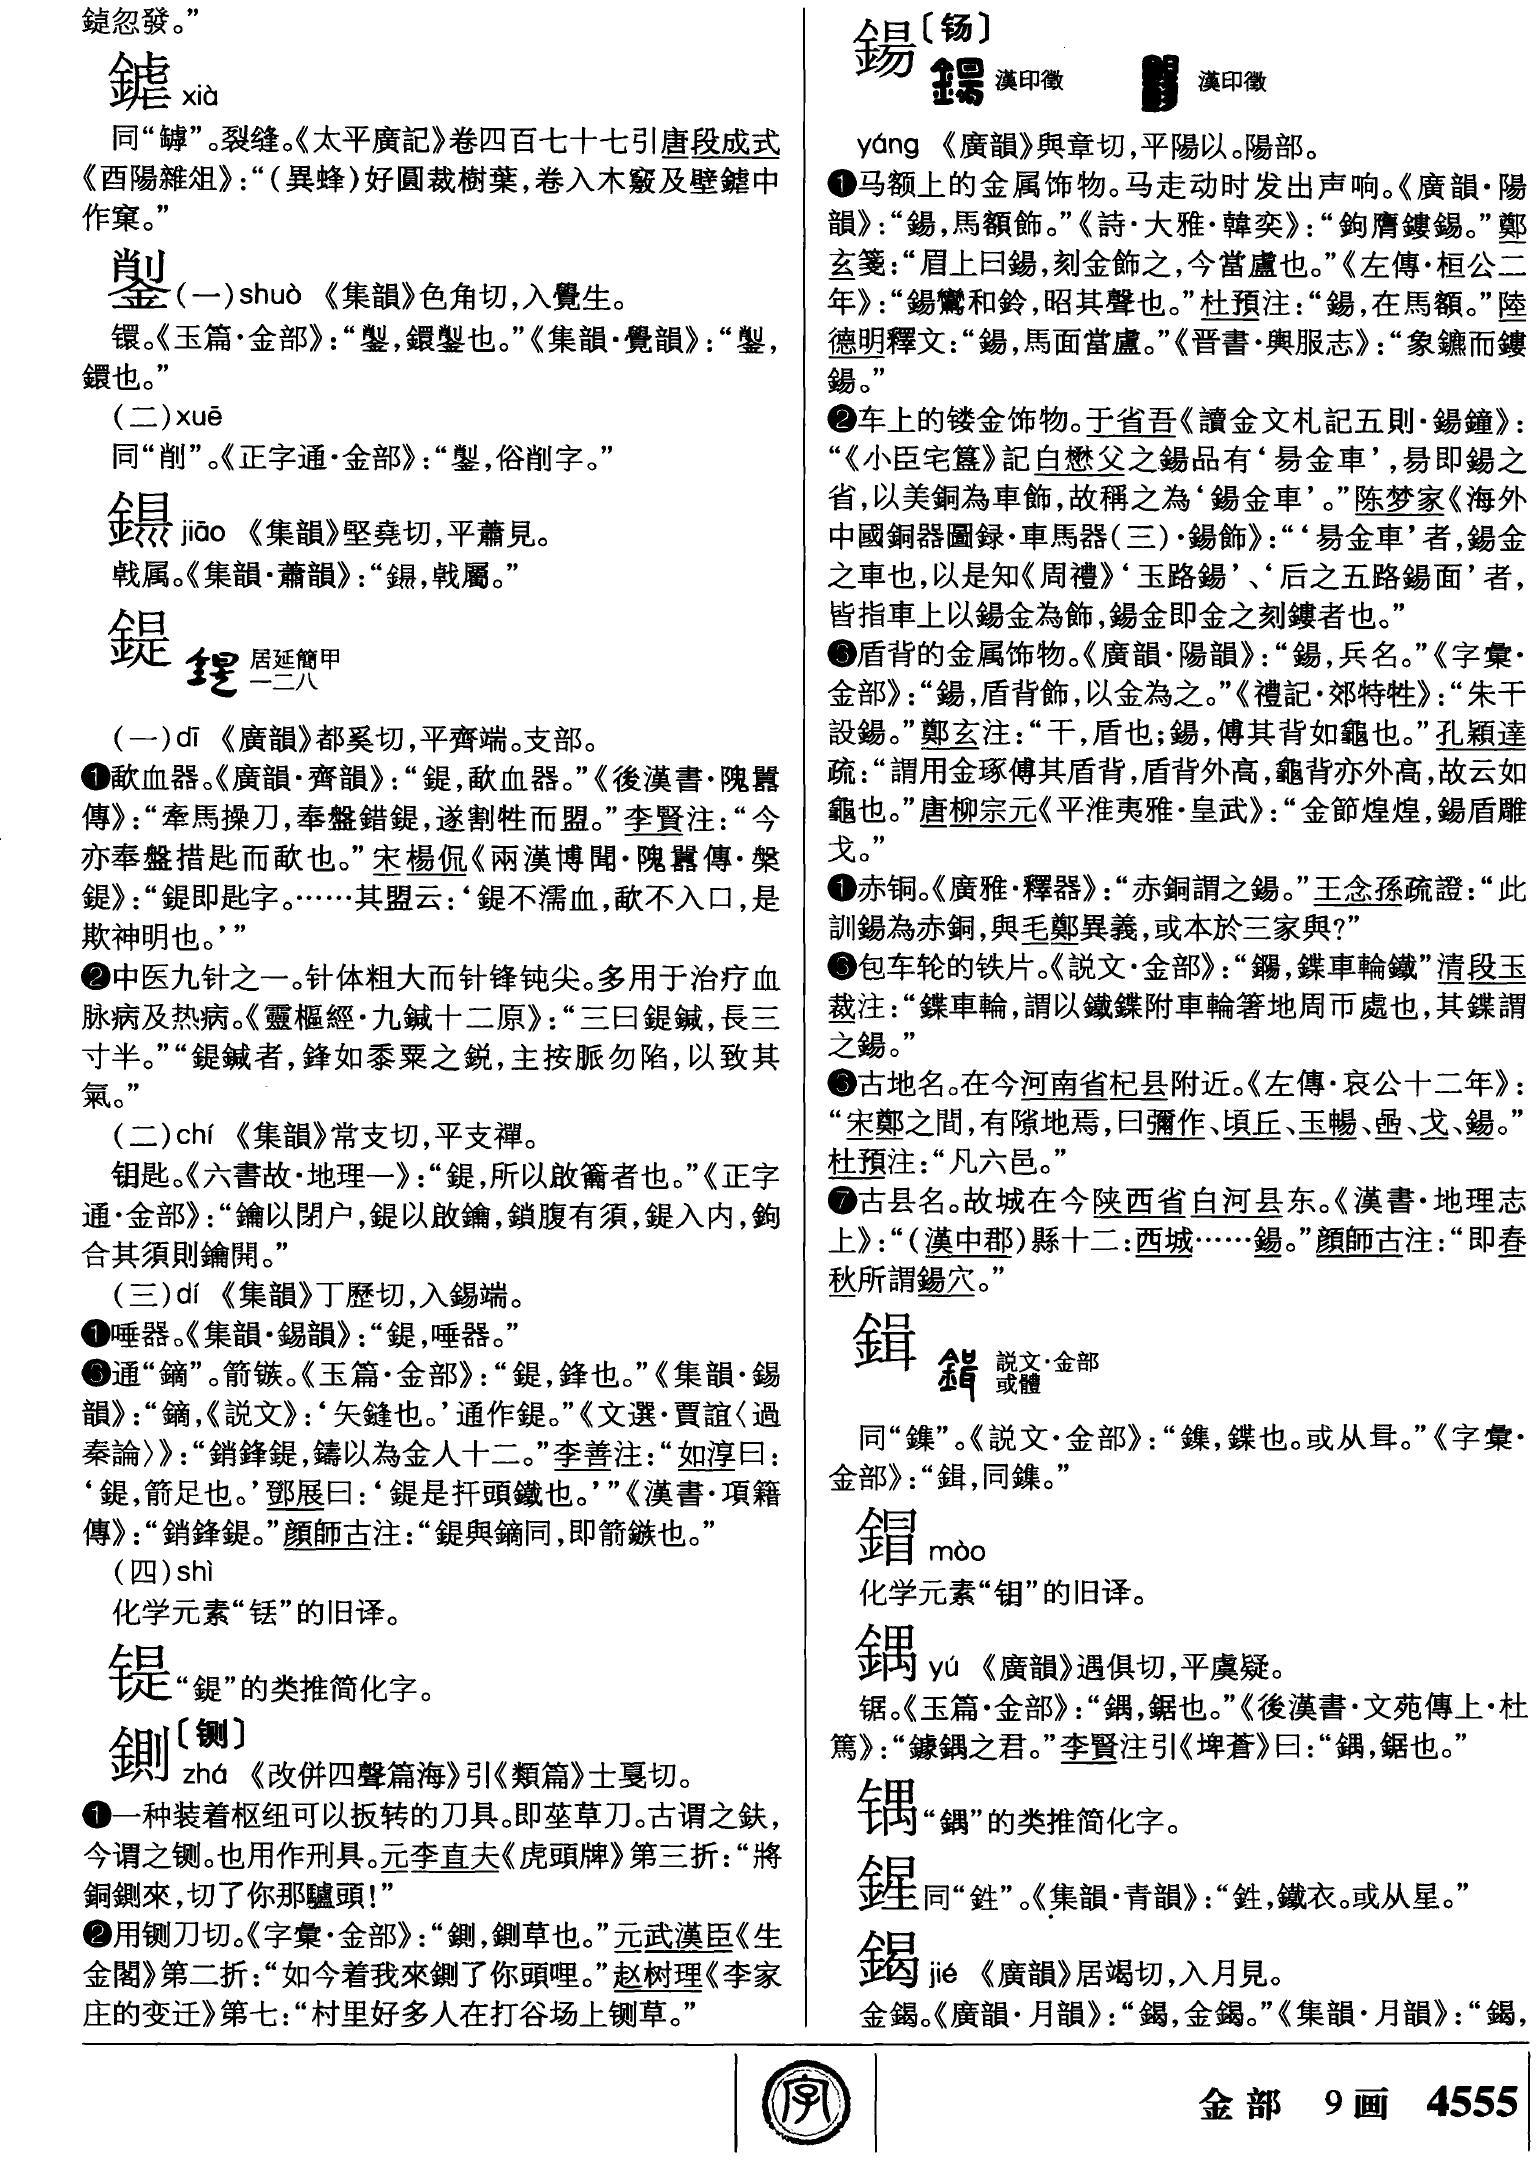 鍅忽發。”
鏬 xià
同“罅”。裂缝。《太平廣記》卷四百七十七引唐段成式
《酉陽雜俎》：“（異蜂）好圓裁樹葉，卷入木竅及壁罅中
作窠。”
（一）shuò 《集韻》色角切，入覺生。
镮。《玉篇·金部》：“䥷，鐶䥷也。”《集韻·覺韻》：“䥷，
鐶也。”
（二）xuē
同“削”。《正字通·金部》：“䥷，俗削字。”
jiāo 《集韻》堅堯切，平蕭見。
戟属。《集韻·蕭韻》：“，戟屬。”
鍉 居延簡甲
一二八
（一）dī 《廣韻》都奚切，平齊端。支部。
❶歃血器。《廣韻·齊韻》：“鍉，歃血器。”《後漢書·隗囂
傳》：“牽馬操刀，奉盤錯鍉，遂割牲而盟。”李賢注：“今
亦奉盤措匙而歃也。”宋楊侃《兩漢博聞·隗囂傳·槃
鍉》：“鍉即匙字。……其盟云：‘鍉不濡血，歃不入口，是
欺神明也。’”
❷中医九针之一。针体粗大而针锋钝尖。多用于治疗血
脉病及热病。《靈樞經·九鍼十二原》：“三曰鍉鍼，長三
寸半。”“鍉鍼者，鋒如黍粟之鋭，主按脈勿陷，以致其
氣。”
（二）chí 《集韻》常支切，平支禪。
钥匙。《六書故·地理一》：“鍉，所以啟籥者也。”《正字
通·金部》：“鑰以閉户，鍉以啟鑰，鎖腹有須，鍉入内，鉤
合其須則鑰開。”
（三）dí 《集韻》丁歷切，入錫端。
❶唾器。《集韻·錫韻》：“鍉，唾器。”
❷通“鏑”。箭镞。《玉篇·金部》：“鍉，鋒也。”《集韻·錫
韻》：“鏑，《説文》：‘矢鏠也。’通作鍉。”《文選·賈誼〈過
秦論〉》：“銷鋒鍉，鑄以為金人十二。”李善注：“如淳曰：
‘鍉，箭足也。’鄧展曰：‘鍉是扞頭鐵也。’”《漢書·項籍
傳》：“銷鋒鍉。”顔師古注：“鍉與鏑同，即箭鏃也。”
（四）shì
化学元素“铥”的旧译。
“鍉”的类推简化字。
鍘〔铡〕
zhá 《改併四聲篇海》引《類篇》士戛切。
❶一种装着枢纽可以扳转的刀具。即莝草刀。古谓之鈇，
今谓之铡。也用作刑具。元李直夫《虎頭牌》第三折：“將
銅鍘來，切了你那驢頭！”
❷用铡刀切。《字彙·金部》：“鍘，鍘草也。”元武漢臣《生
金閣》第二折：“如今着我來鍘了你頭哩。”赵树理《李家
庄的变迁》第七：“村里好多人在打谷场上铡草。”
鍚〔钖〕
漢印徵 漢印徵
yáng 《廣韻》與章切，平陽以。陽部。
❶马额上的金属饰物。马走动时发出声响。《廣韻·陽
韻》：“鍚，馬額飾。”《詩·大雅·韓奕》：“鉤膺鏤鍚。”鄭
玄箋：“眉上曰鍚，刻金飾之，今當盧也。”《左傳·桓公二
年》：“鍚鸞和鈴，昭其聲也。”杜預注：“鍚，在馬額。”陸
德明釋文：“鍚，馬面當盧。”《晋書·輿服志》：“象鑣而鏤
鍚。”
❷车上的镂金饰物。于省吾《讀金文札記五則·鍚鐘》：
“《小臣宅簋》記白懋父之鍚品有‘昜金車’，昜即鍚之
省，以美銅為車飾，故稱之為‘鍚金車’。”陈梦家《海外
中國銅器圖録·車馬器（三）·鍚飾》：“‘昜金車’者，鍚金
之車也，以是知《周禮》‘玉路鍚’、‘后之五路鍚面’者，
皆指車上以鍚金為飾，鍚金即金之刻鏤者也。”
❸盾背的金属饰物。《廣韻·陽韻》：“鍚，兵名。”《字彙·
金部》：“鍚，盾背飾，以金為之。”《禮記·郊特牲》：“朱干
設鍚。”鄭玄注：“干，盾也；鍚，傅其背如龜也。”孔穎達
疏：“謂用金琢傅其盾背，盾背外高，龜背亦外高，故云如
龜也。”唐柳宗元《平淮夷雅·皇武》：“金節煌煌，鍚盾雕
戈。”
❹赤铜。《廣雅·釋器》：“赤銅謂之鍚。”王念孫疏證：“此
訓鍚為赤銅，與毛鄭異義，或本於三家與？”
❺包车轮的铁片。《説文·金部》：“鐊，鍱車輪鐵”清段玉
裁注：“鍱車輪，謂以鐵鍱附車輪箸地周帀處也，其鍱謂
之鍚。”
❻古地名。在今河南省杞县附近。《左傳·哀公十二年》：
“宋鄭之間，有隙地焉，曰彌作、頃丘、玉暢、嵒、戈、鍚。”
杜預注：“凡六邑。”
❼古县名。故城在今陕西省白河县东。《漢書·地理志
上》：“（漢中郡）縣十二：西城……鍚。”顔師古注：“即春
秋所謂鍚穴。”
鍓 説文·金部
或體
同“鏶”。《説文·金部》：“鏶，鍱也。或从咠。”《字彙·
金部》：“鍓，同鏶。”
mào
化学元素“钼”的旧译。
鍝 yú 《廣韻》遇俱切，平虞疑。
锯。《玉篇·金部》：“鍝，鋸也。”《後漢書·文苑傳上·杜
篤》：“鐻鍝之君。”李賢注引《埤蒼》曰：“鍝，鋸也。”
“鍝”的类推简化字。
鍟同“鉎”。《集韻·青韻》：“鉎，鐵衣。或从星。”
鍻 jié 《廣韻》居竭切，入月見。
金鍻。《廣韻·月韻》：“鍻，金鍻。”《集韻·月韻》：“鍻，
字
金部 9画 4555